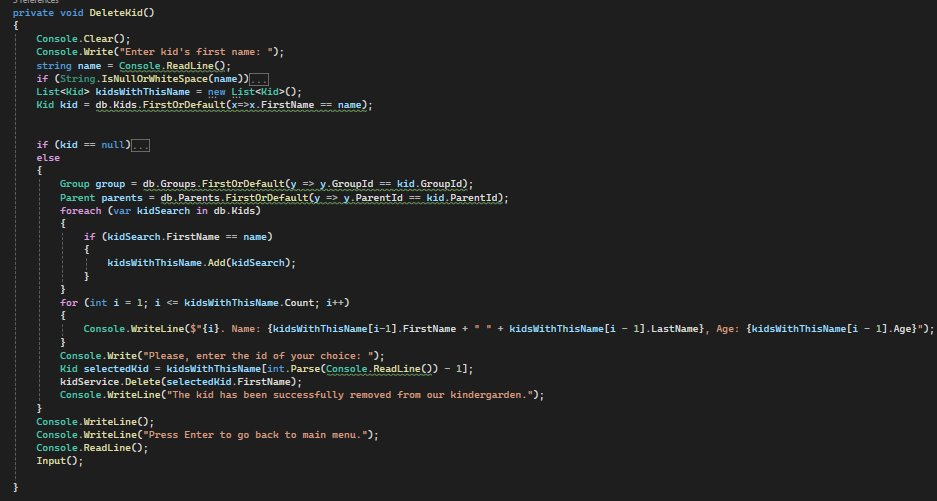 3 references
private void DeleteKid()
{
Console.Clear();
Console.Write("Enter kid's first name: ");
string name = Console.ReadLine();
if (String.IsNullOrWhiteSpace(name))...
List<Kid> kidsWithThisName = new List<Kid>();
Kid kid = db.Kids.FirstOrDefault(x=>x.FirstName == name);
if (kid == null)...
else
{
Group group = db.Groups.FirstOrDefault(y => y.GroupId == kid.GroupId);
Parent parents = db.Parents.FirstOrDefault(y => y.ParentId == kid.ParentId);
foreach (var kidSearch in db.Kids)
{
if (kidSearch.FirstName == name)
{
kidsWithThisName.Add(kidSearch);
}
}
for (int i = 1; i <= kidsWithThisName.Count; i++)
{
Console.WriteLine($"{i}. Name: {kidsWithThisName[i-1].FirstName + " " + kidsWithThisName[i - 1].LastName}, Age: {kidsWithThisName[i - 1].Age}");
}
Console.Write("Please, enter the id of your choice: ");
Kid selectedKid = kidsWithThisName[int.Parse(Console.ReadLine()) - 1];
kidService.Delete(selectedKid.FirstName);
Console.WriteLine("The kid has been successfully removed from our kindergarden.");
}
Console.WriteLine();
Console.WriteLine("Press Enter to go back to main menu.");
Console.ReadLine();
Input();
}